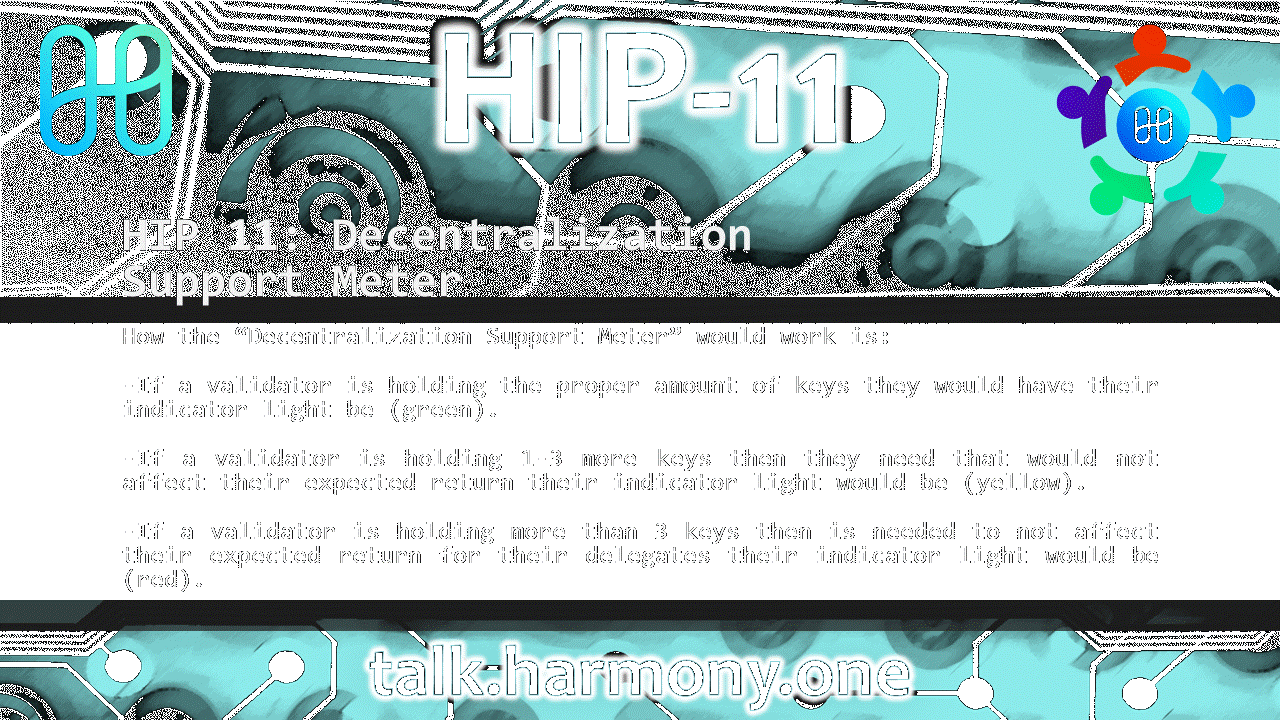 HIP-11
HIP 11: Decentralization
Support Meter
How the “Decentralization Support Meter” would work is:
-If a validator is holding the proper amount of keys they would have their
indicator light be (green).
-If a validator is holding 1-3 more keys then they need that would not
affect their expected return their indicator light would be (yellow).
-If a validator is holding more than 3 keys then is needed to not affect
their expected return for their delegates their indicator light would be
(red).
talk.harmony.one